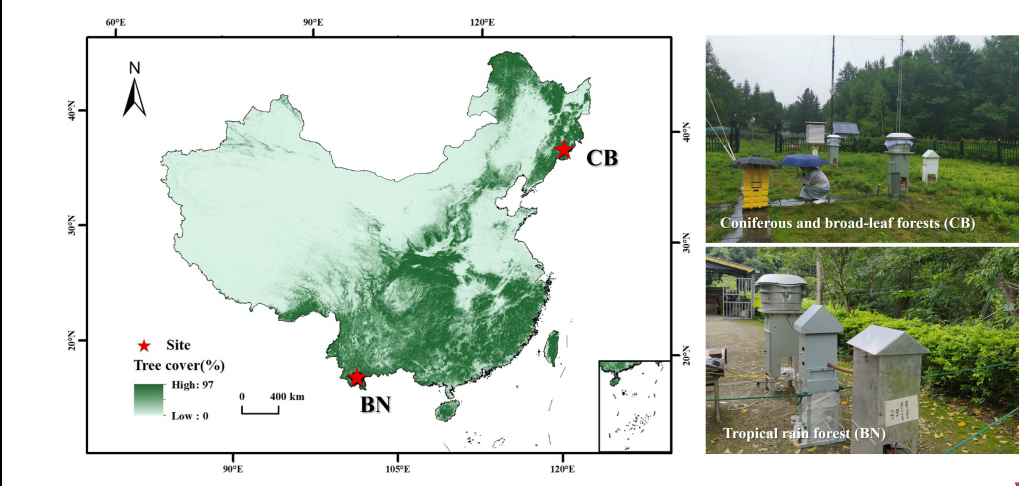 60°E
90°E
120°E
N
40°N
30°N
20°N
40°N
30°N
20°N
CB
BN
Site
Tree cover(%)
High: 97
Low : 0
0 400 km
90°E
105°E
120°E
Coniferous and broad-leaf forests (CB)
Tropical rain forest (BN)